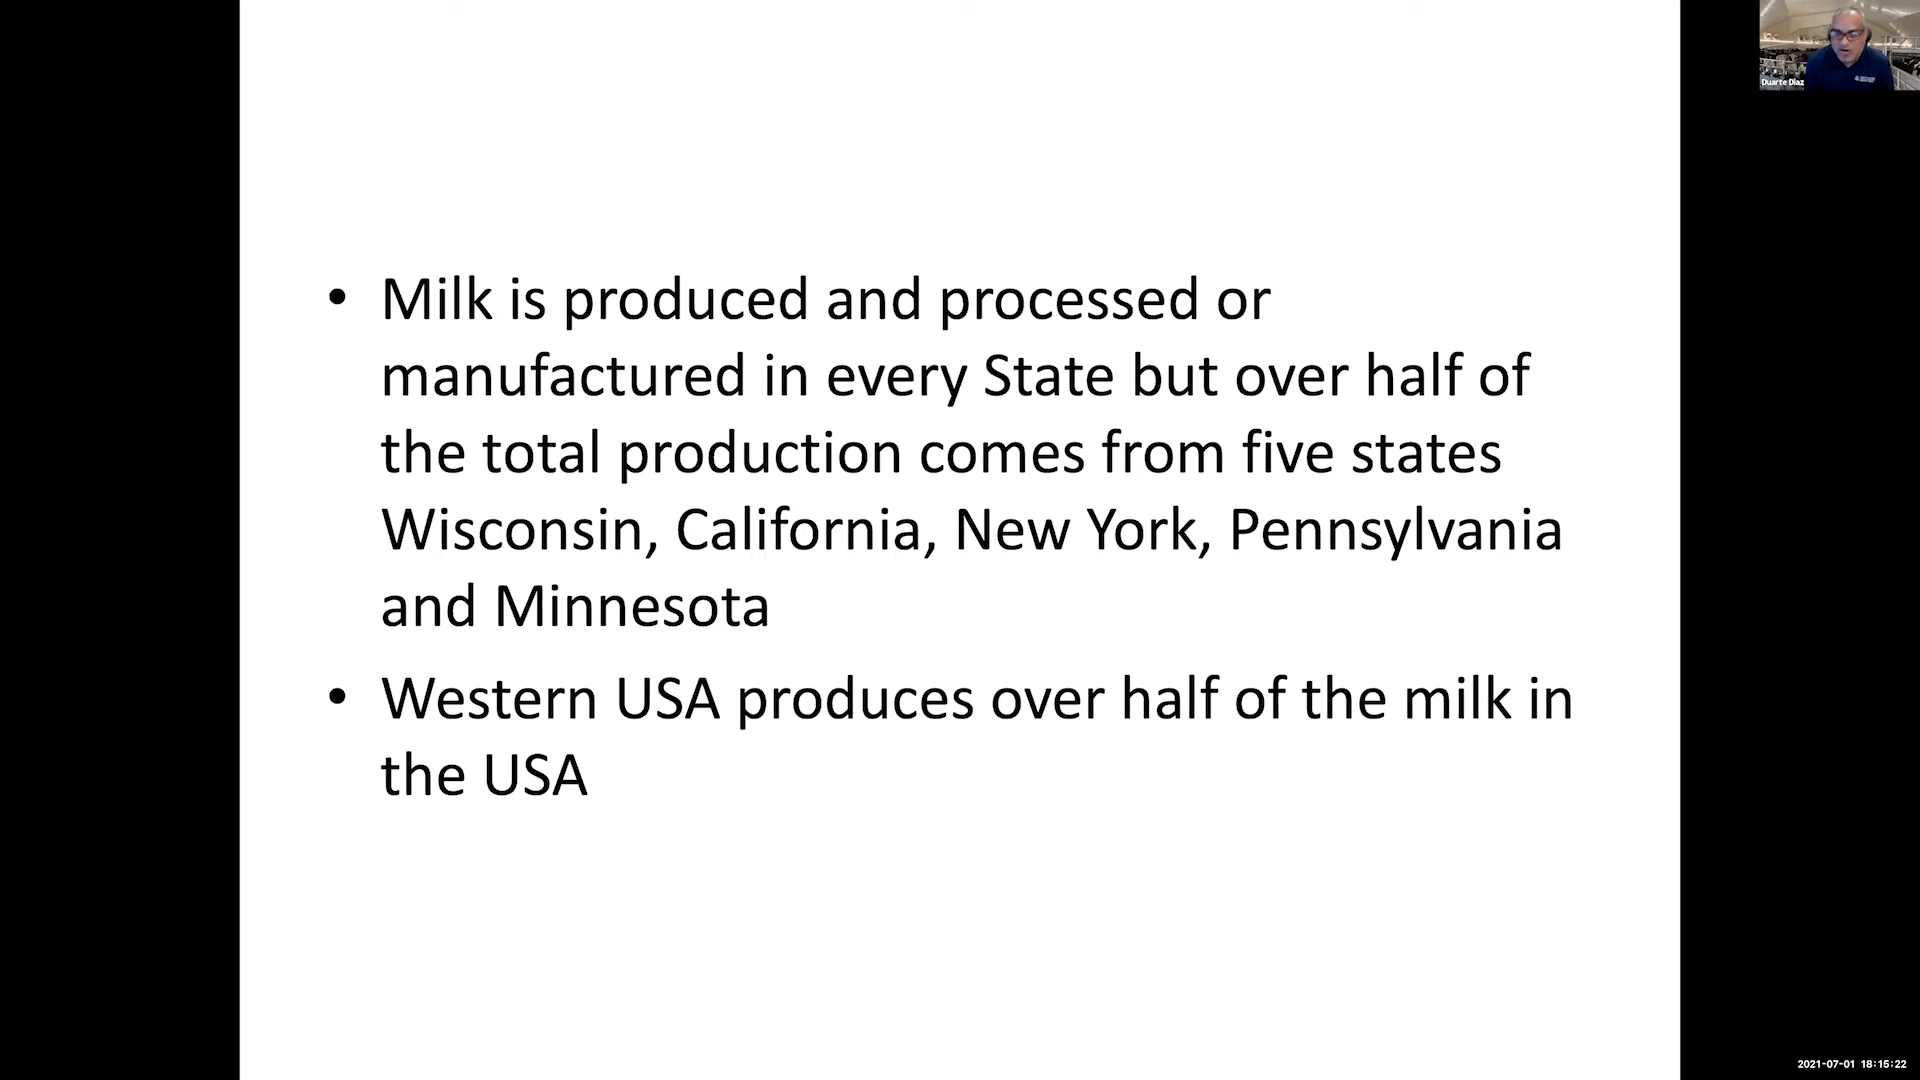 Duarte Diaz
• Milk is produced and processed or
manufactured in every State but over half of
the total production comes from five states
Wisconsin, California, New York, Pennsylvania
and Minnesota
• Western USA produces over half of the milk in
the USA
2021-07-01 18:15:22